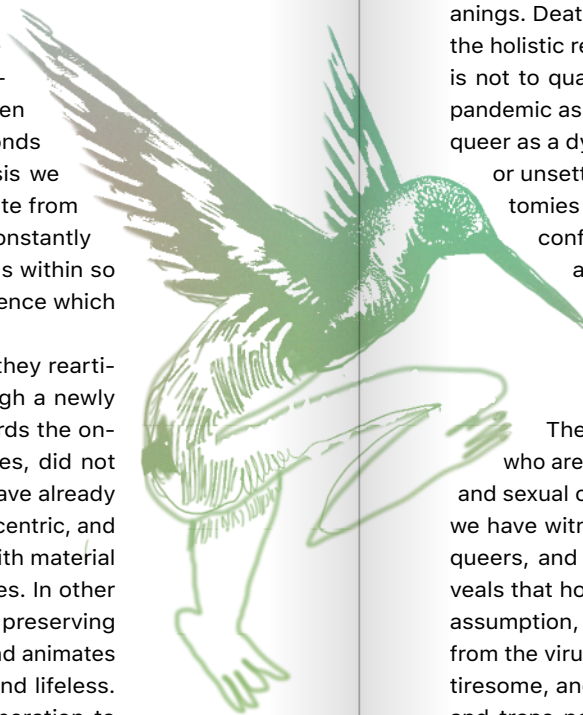 -
en
onds
sis we
te from
onstantly
s within so
ence which
they rearti-
gh a newly
rds the on-
es, did not
ave already
centric, and
ith material
es. In other
preserving
nd animates
nd lifeless.
anings. Deat
the holistic re
is not to qua
pandemic as
queer as a dy
or unsett
tomies
conf
a
The
who are
and sexual o
we have witn
queers, and
veals that ho
assumption,
from the viru
tiresome, and